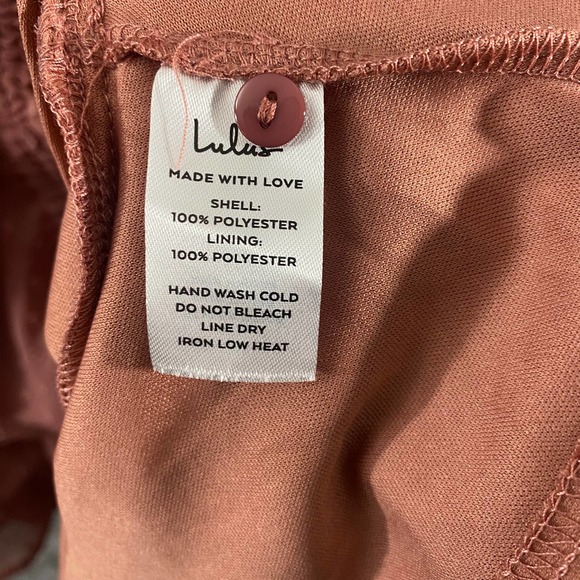 Lulus
MADE WITH LOVE
SHELL:
100% POLYESTER
LINING:
100% POLYESTER
HAND WASH COLD
DO NOT BLEACH
LINE DRY
IRON LOW HEAT